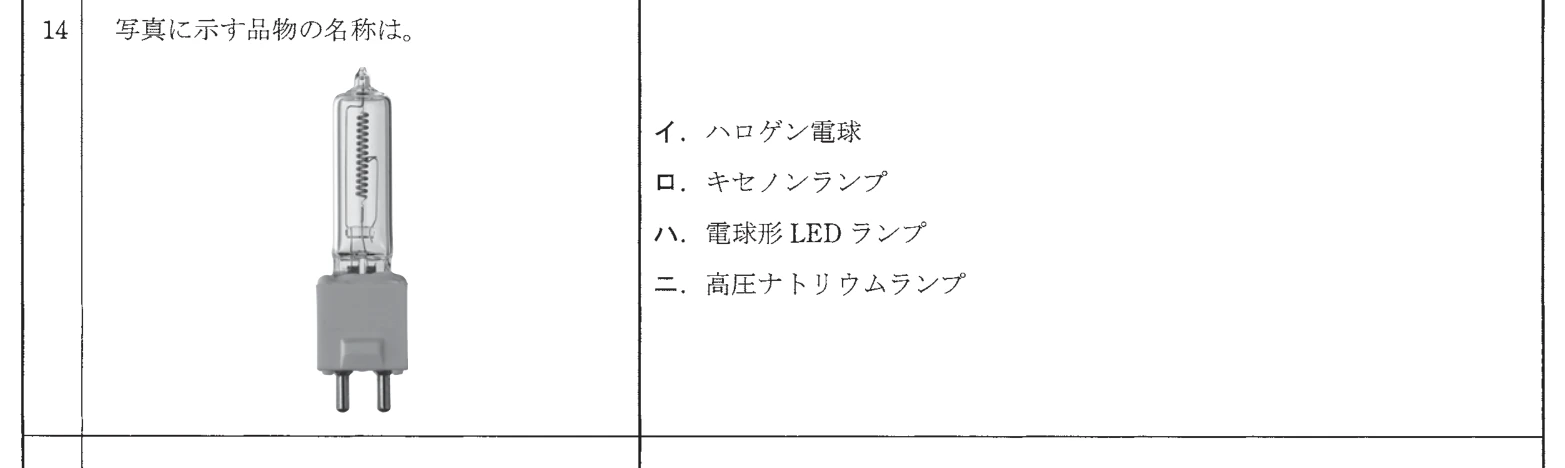 14 写真に示す品物の名称は。
イ．ハロゲン電球
ロ．キセノンランプ
ハ．電球形 LED ランプ
ニ．高圧ナトリウムランプ